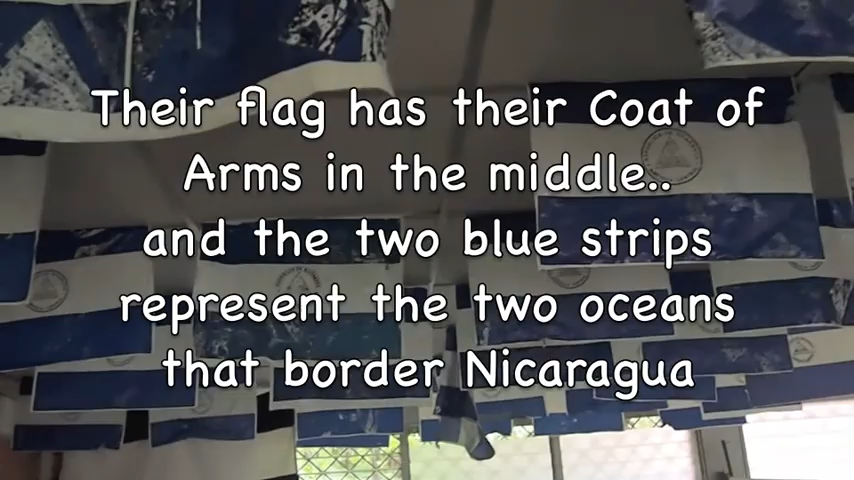 Their flag has their Coat of
Arms in the middle..
and the two blue strips
represent the two oceans
that border Nicaragua